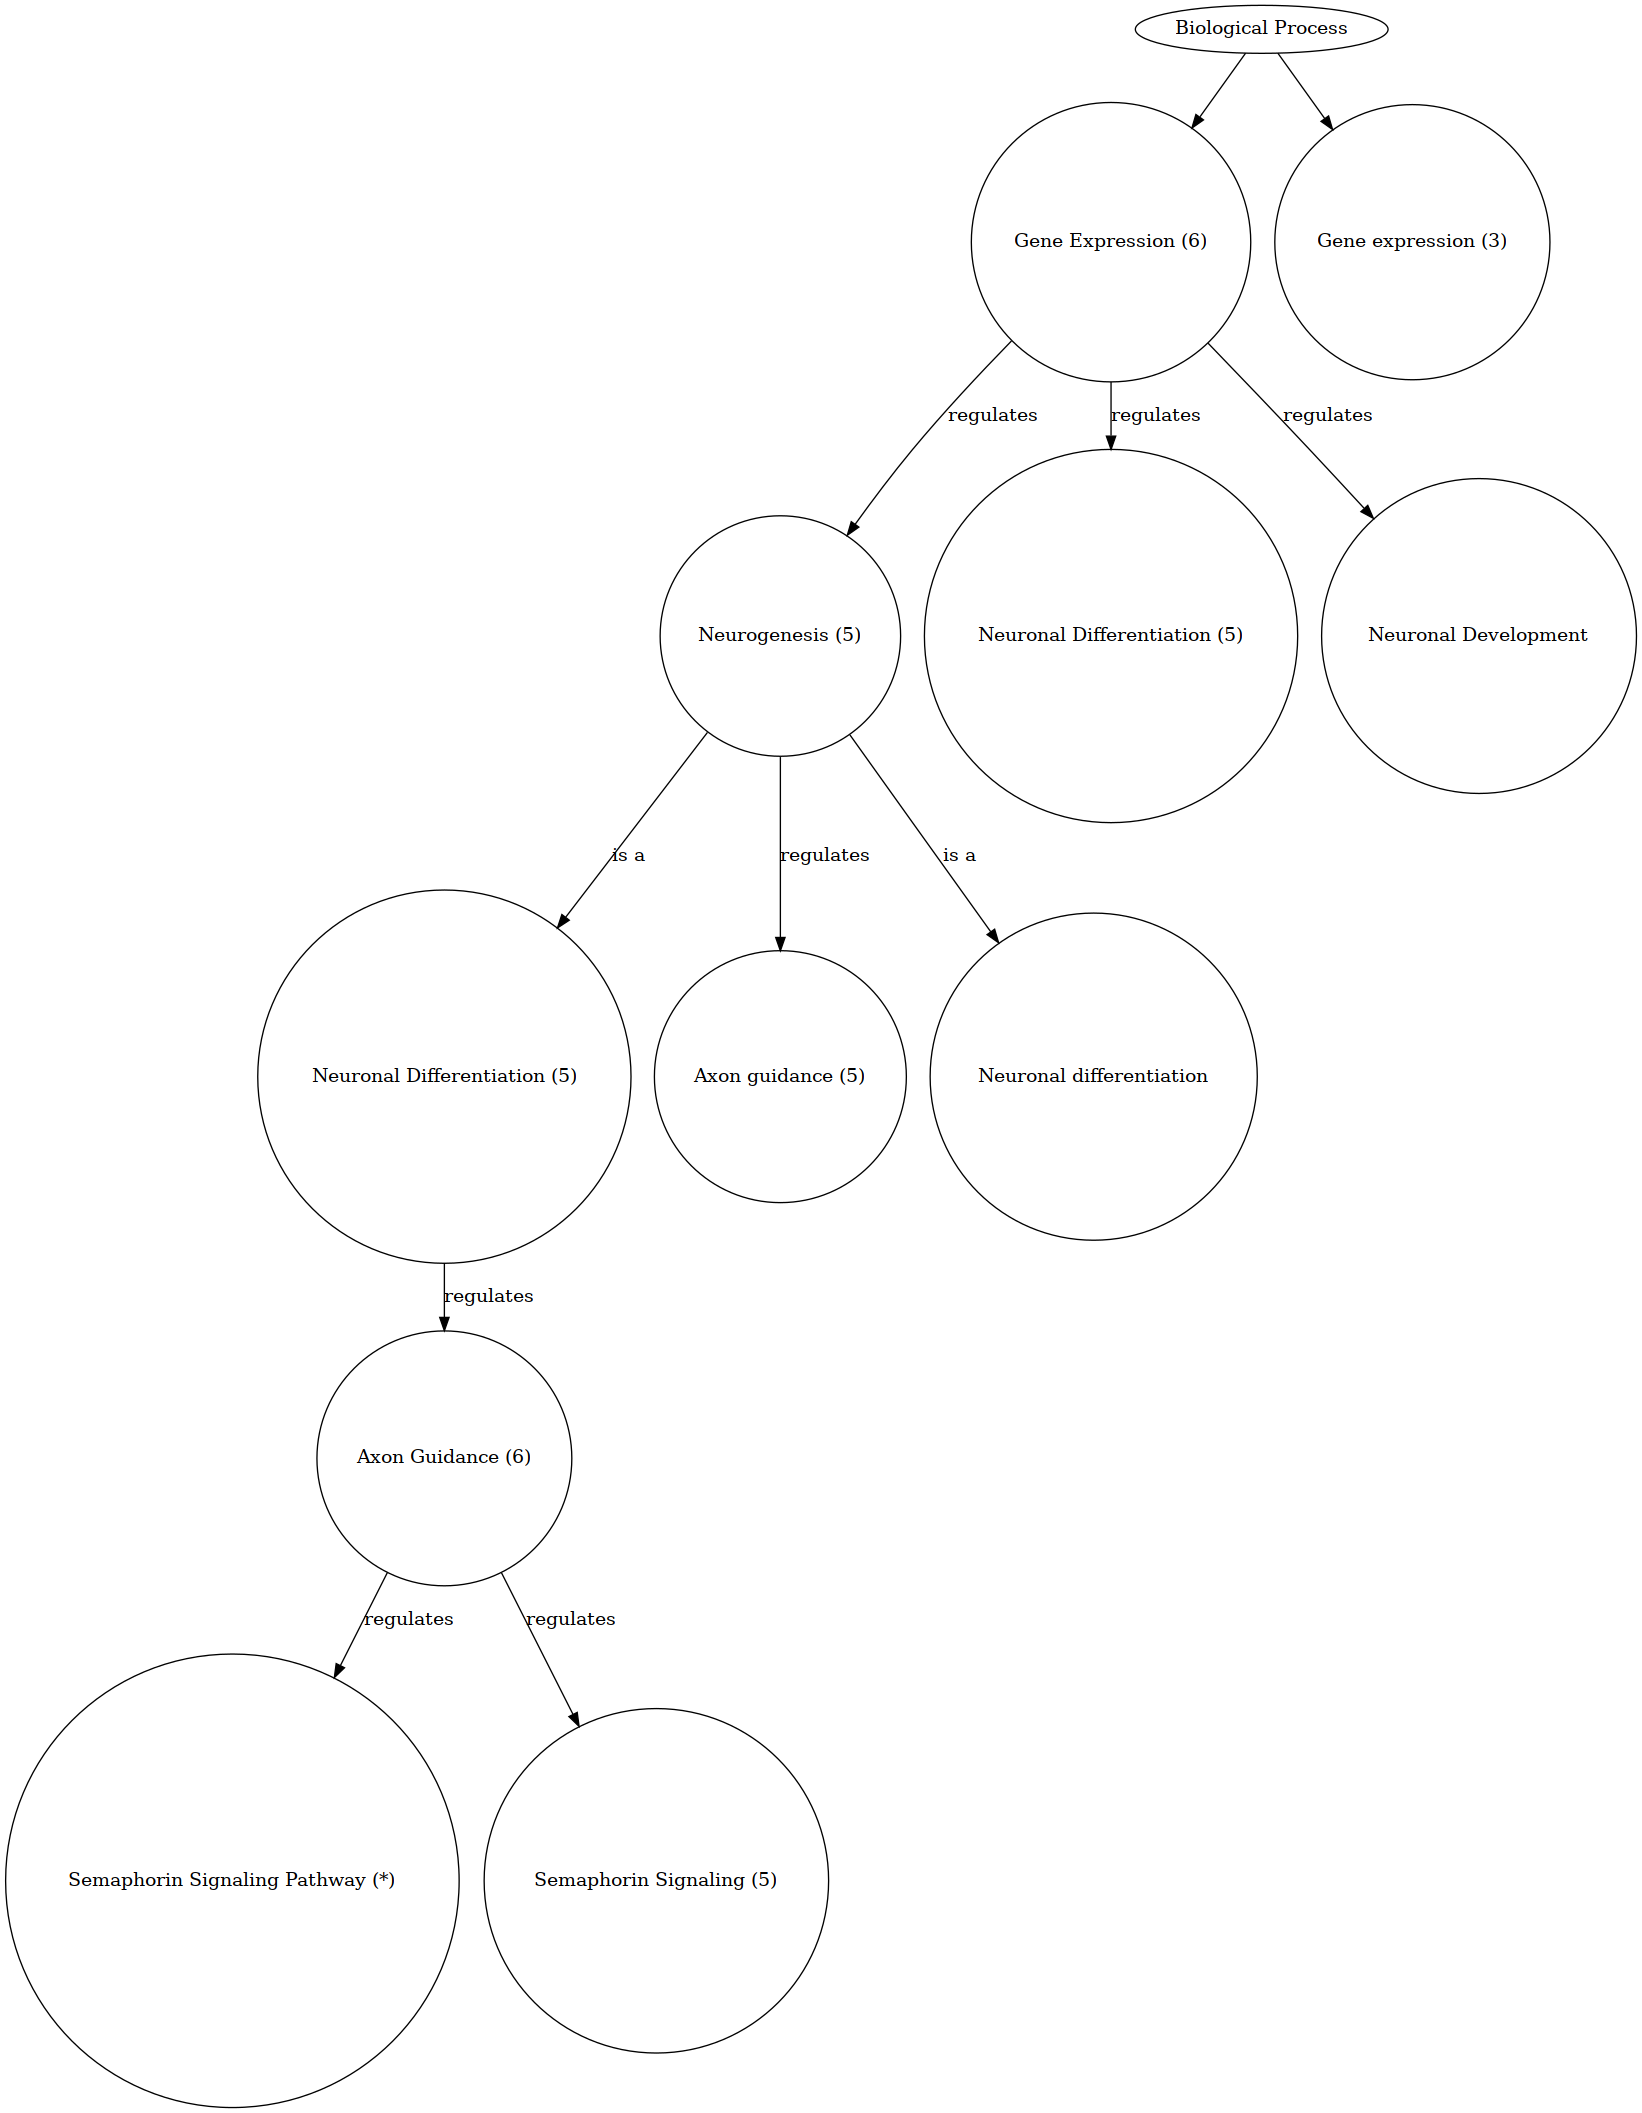 Biological Process
Gene Expression (6)
Gene expression (3)
regulates
regulates
regulates
Neurogenesis (5)
Neuronal Differentiation (5)
Neuronal Development
is a
regulates
is a
Neuronal Differentiation (5)
Axon guidance (5)
Neuronal differentiation
regulates
Axon Guidance (6)
regulates
regulates
Semaphorin Signaling Pathway (*)
Semaphorin Signaling (5)